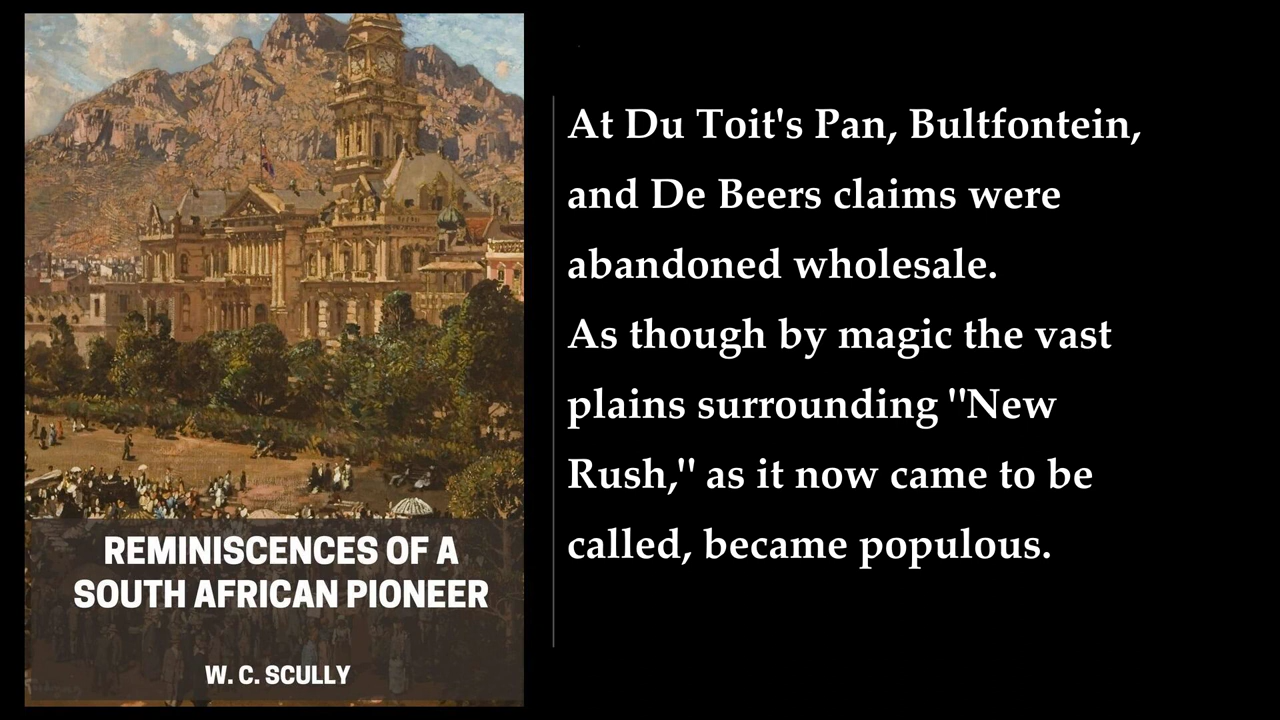 At Du Toit's Pan, Bultfontein,
and De Beers claims were
abandoned wholesale.
As though by magic the vast
plains surrounding "New
Rush," as it now came to be
called, became populous.
REMINISCENCES OF A
SOUTH AFRICAN PIONEER
W. C. SCULLY